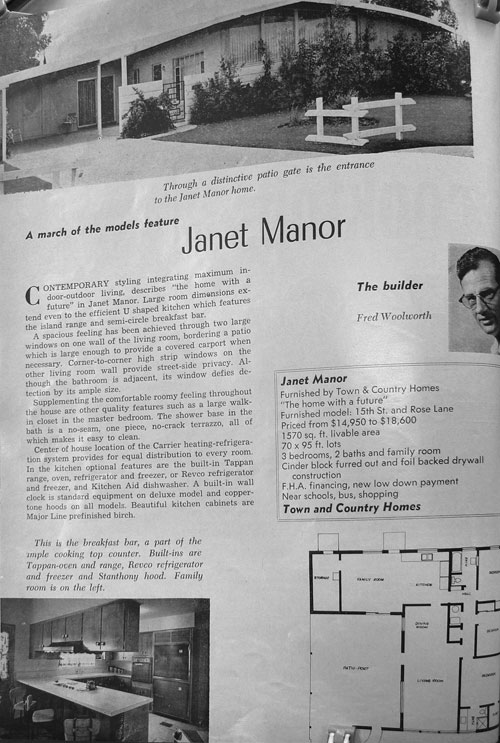 Through a distinctive patio gate is the entrance
to the Janet Manor home.
A march of the models feature
Janet Manor
CONTEMPORARY styling integrating maximum in-
door-outdoor living, describes "the home with a
future" in Janet Manor. Large room dimensions ex-
tend even to the efficient U shaped kitchen which features
the island range and semi-circle breakfast bar.
A spacious feeling has been achieved through two large
windows on one wall of the living room, bordering a patio
which is large enough to provide a covered carport when
necessary. Corner-to-corner high strip windows on the
other living room wall provide street-side privacy. Al-
though the bathroom is adjacent, its window defies de-
tection by its ample size.
Supplementing the comfortable roomy feeling throughout
the house are other quality features such as a large walk-
in closet in the master bedroom. The shower base in the
bath is a no-seam, one piece, no-crack terrazzo, all of
which makes it easy to clean.
Center of house location of the Carrier heating-refrigera-
tion system provides for equal distribution to every room.
In the kitchen optional features are the built-in Tappan
range, oven, refrigerator and freezer, or Revco refrigerator
and freezer, and Kitchen Aid dishwasher. A built-in wall
clock is standard equipment on deluxe model and copper-
tone hoods on all models. Beautiful kitchen cabinets are
Major Line prefinished birch.
The builder
Fred Woolworth
Janet Manor
Furnished by Town & Country Homes
"The home with a future"
Furnished model: 15th St. and Rose Lane
Priced from $14,950 to $18,600
1570 sq. ft. livable area
70 x 95 ft. lots
3 bedrooms, 2 baths and family room
Cinder block furred out and foil backed drywall
construction
F.H.A. financing, new low down payment
Near schools, bus, shopping
Town and Country Homes
This is the breakfast bar, a part of the
ample cooking top counter. Built-ins are
Tappan-oven and range, Revco refrigerator
and freezer and Stanthony hood. Family
room is on the left.
STORAGE
FAMILY ROOM
KITCHEN
HALL
DINING
ROOM
PATIO-PORT
LIVING ROOM
BEDROOM